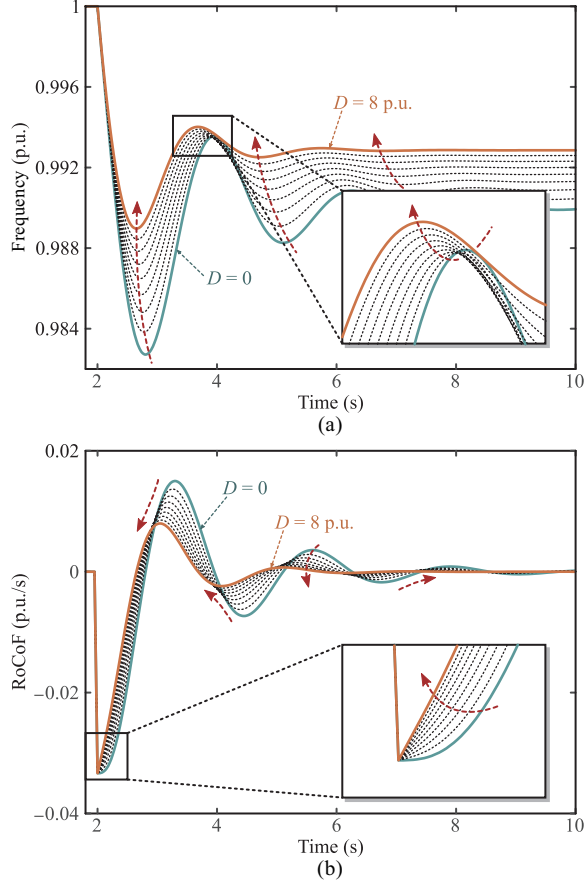 1
0.996
0.992
0.988
0.984
Frequency (p.u.)
D = 8 p.u.
D = 0
2 4 6 8 10
Time (s)
(a)
0.02
0
−0.02
−0.04
RoCoF (p.u./s)
D = 0
D = 8 p.u.
2 4 6 8 10
Time (s)
(b)